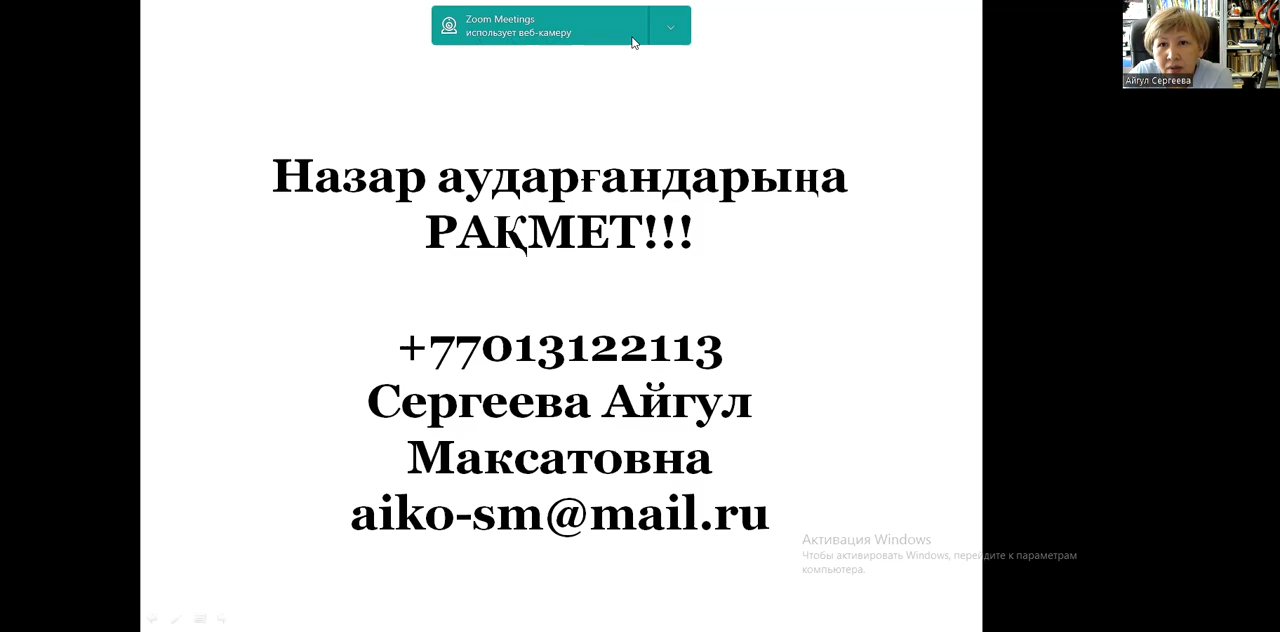 Zoom Meetings
использует веб-камеру
Айгул Сергеева
Назар аударғандарыңа
РАҚМЕТ!!!
+77013122113
Сергеева Айгул
Максатовна
aiko-sm@mail.ru
Активация Windows
Чтобы активировать Windows, перейдите к параметрам
компьютера.